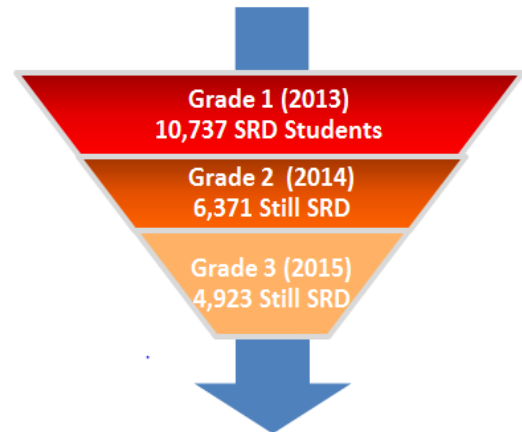 Grade 1 (2013)
10,737 SRD Students
Grade 2 (2014)
6,371 Still SRD
Grade 3 (2015)
4,923 Still SRD